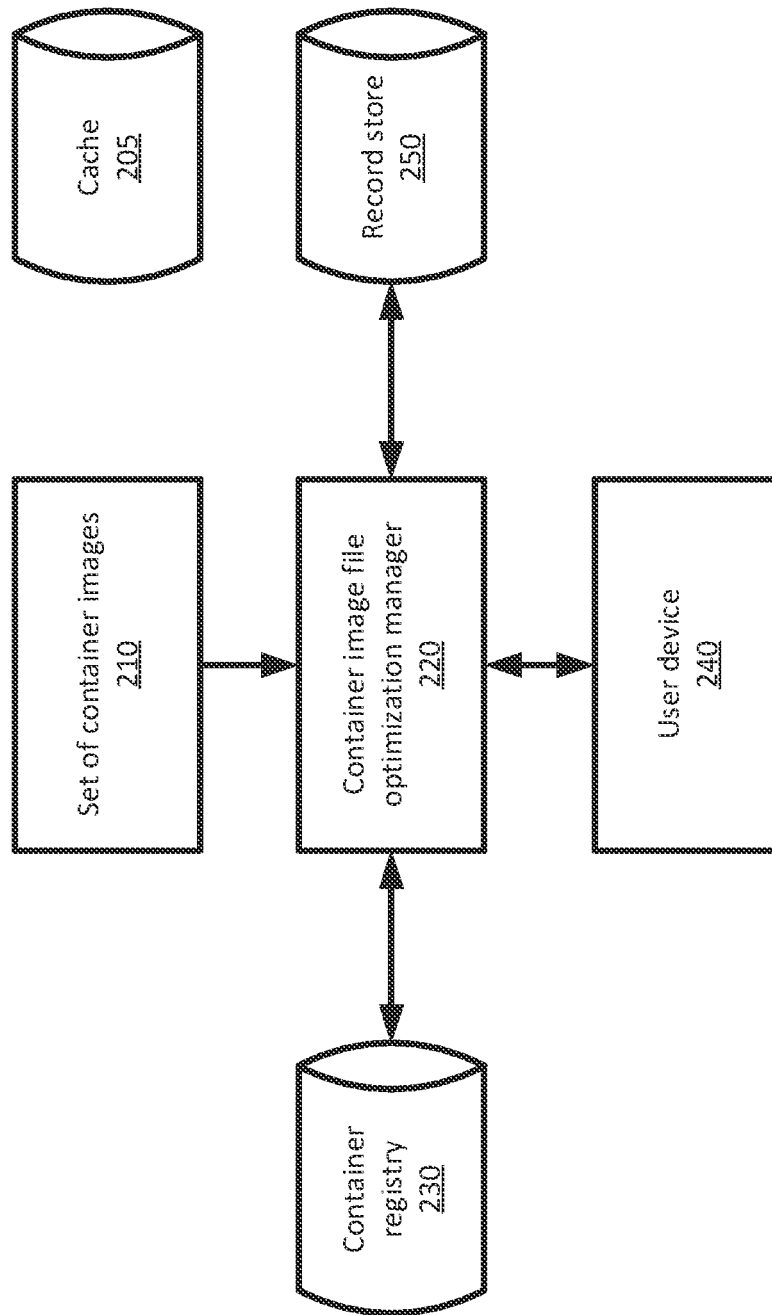 Set of container images
210
Cache
205
Container
registry
230
Container image file
optimization manager
220
Record store
250
User device
240